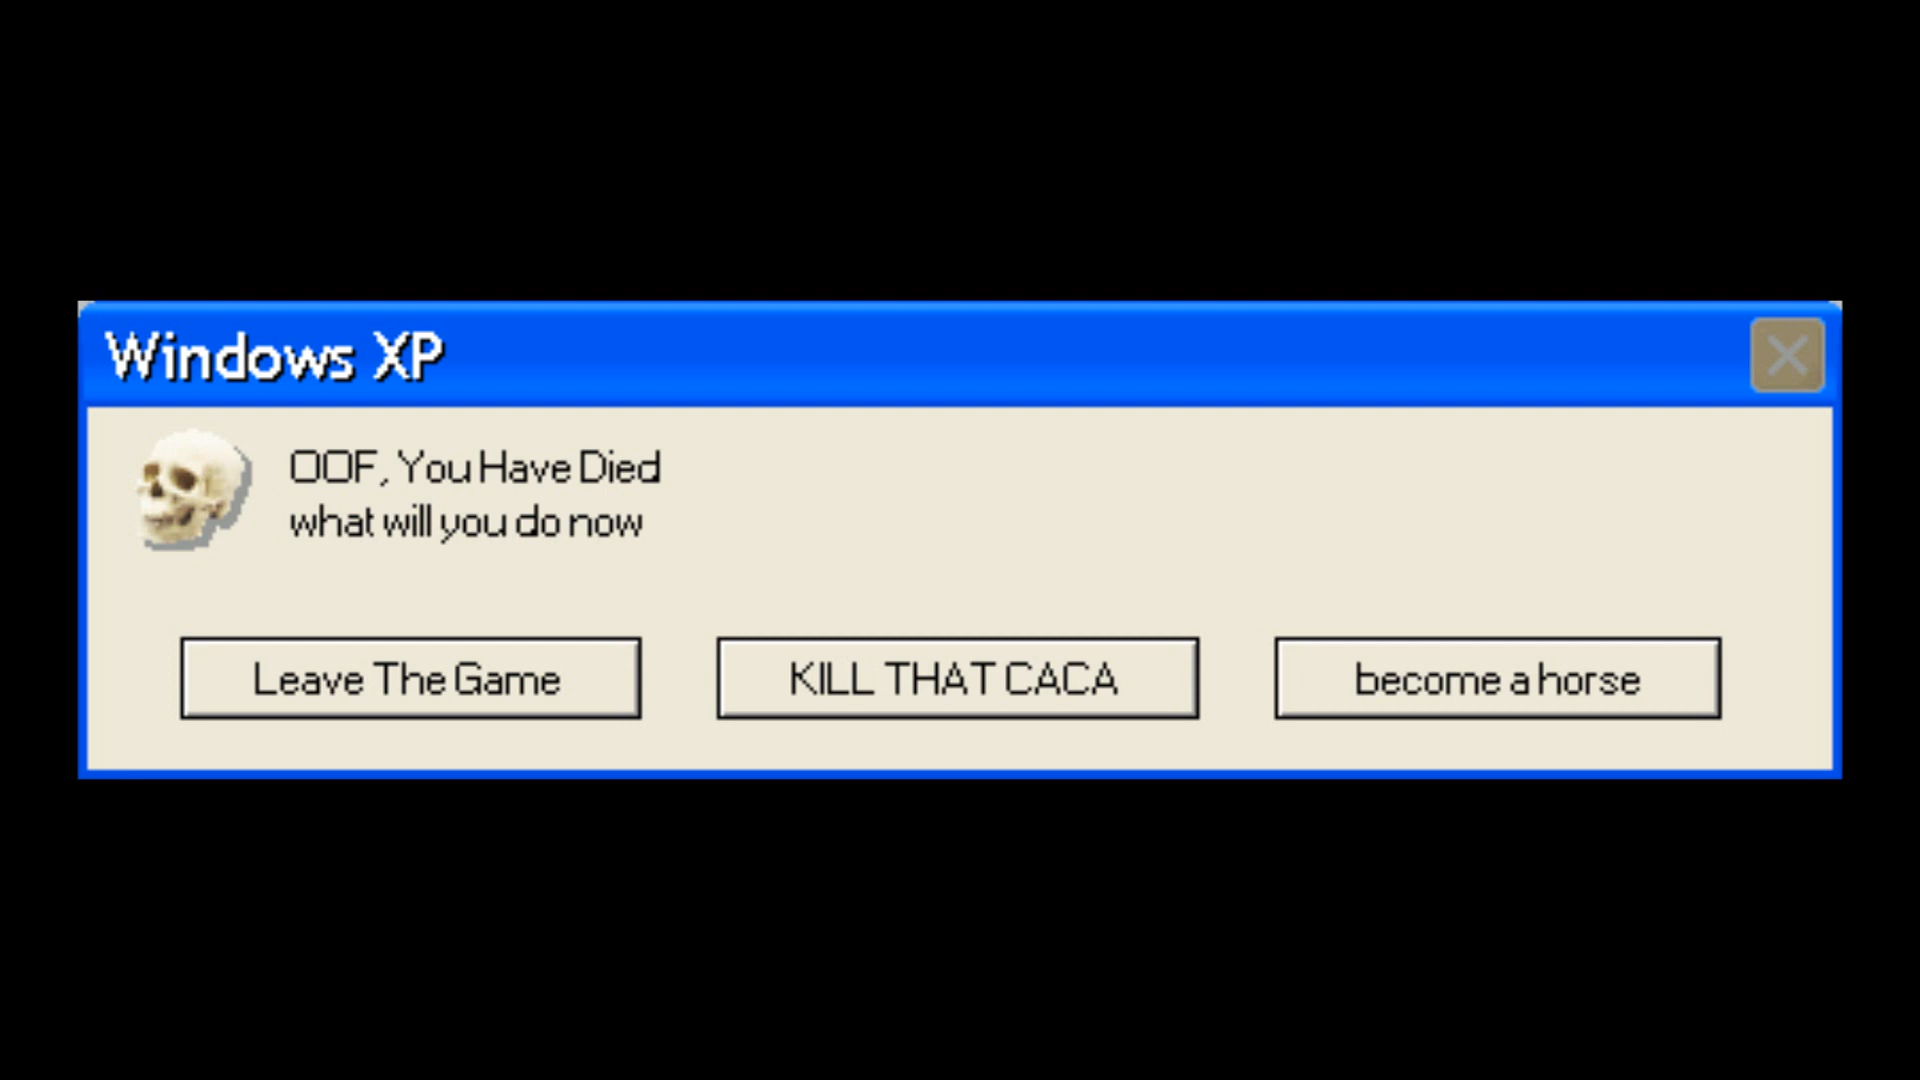 Windows XP
OOF, You Have Died
what will you do now
Leave The Game
KILL THAT CACA
become a horse